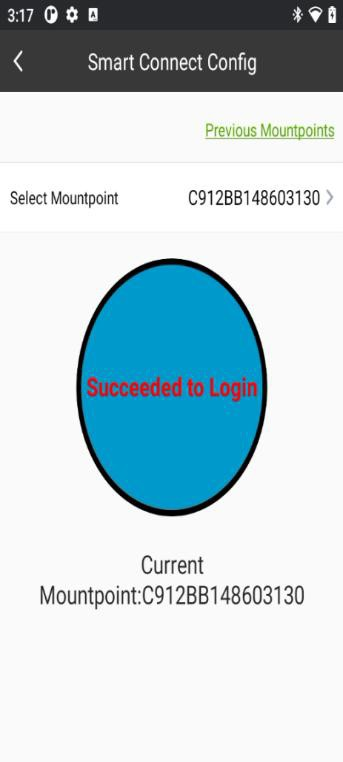 3:17
Smart Connect Config
Previous Mountpoints
Select Mountpoint C912BB148603130
Succeeded to Login
Current
Mountpoint:C912BB148603130